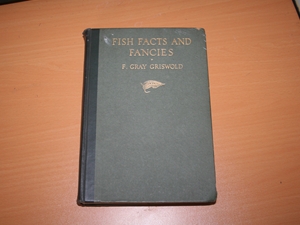 FISH FACTS AND
FANCIES
F. GRAY GRISWOLD